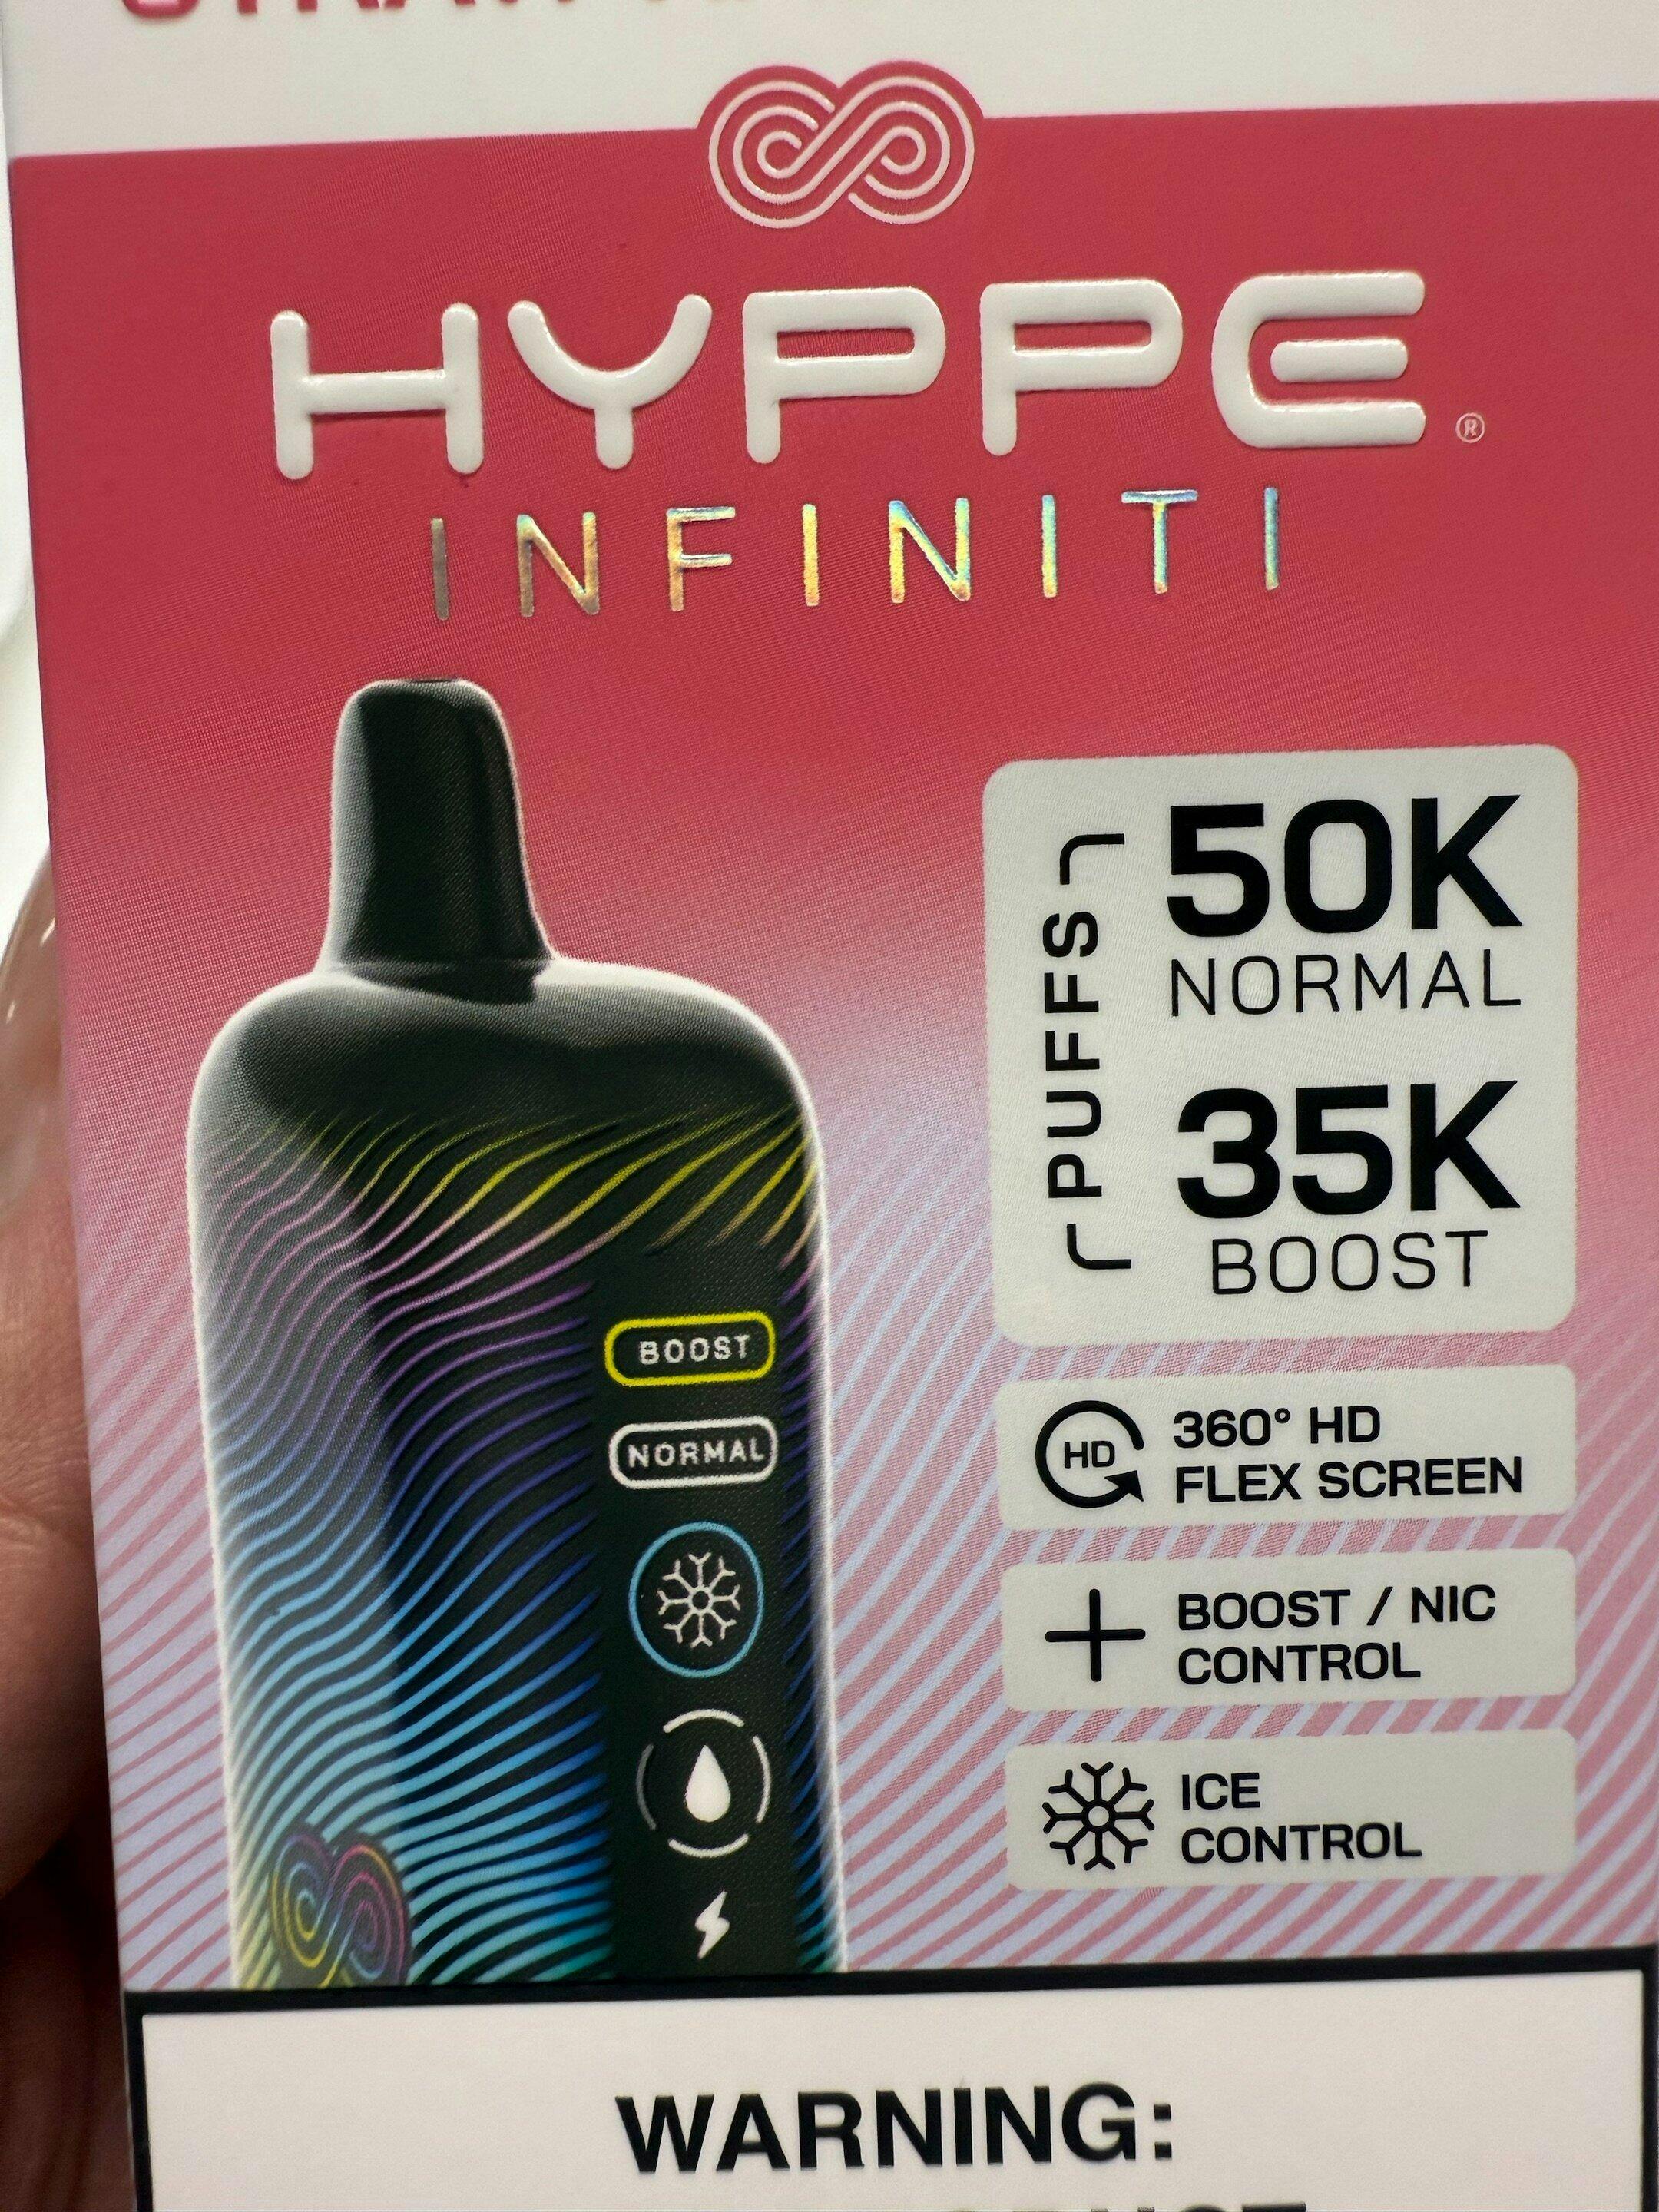 HYPPE®
INFINITI
PUFFS
50K
NORMAL
35K
BOOST
BOOST
NORMAL
HD
360° HD
FLEX SCREEN
BOOST / NIC
CONTROL
ICE
CONTROL
WARNING: